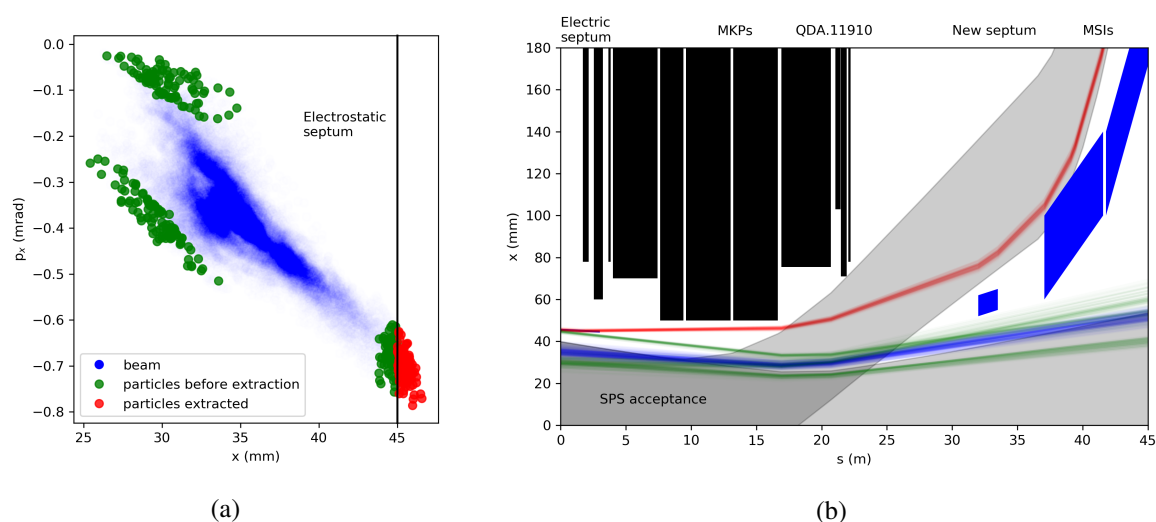 0.0
−0.1
−0.2
−0.3
−0.4
−0.5
−0.6
−0.7
−0.8
pₓ (mrad)
Electrostatic
septum
beam
particles before extraction
particles extracted
25
30
35
40
45
x (mm)
(a)
Electric
septum
MKPs
QDA.11910
New septum
MSIs
180
160
140
120
100
80
60
40
20
0
x (mm)
SPS acceptance
0
5
10
15
20
25
30
35
40
45
s (m)
(b)